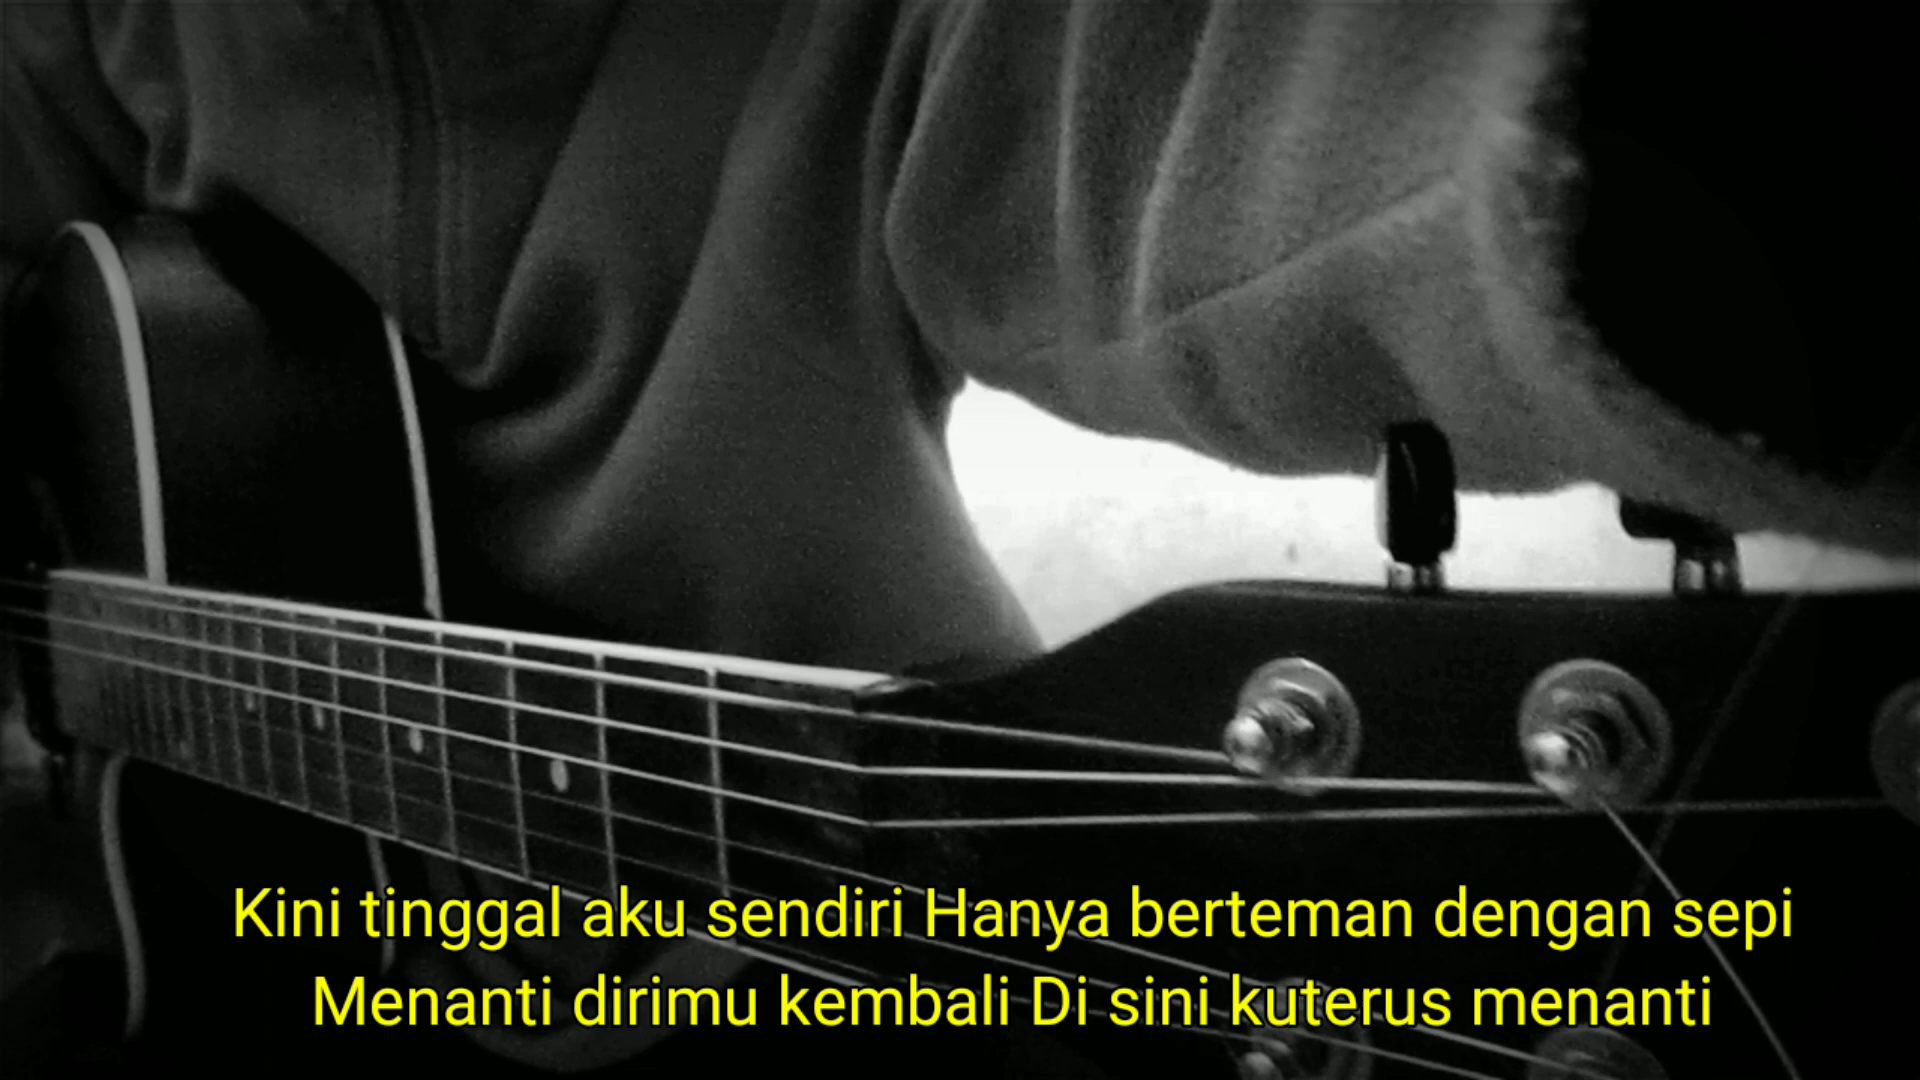 Kini tinggal aku sendiri Hanya berteman dengan sepi
Menanti dirimu kembali Di sini kuterus menanti